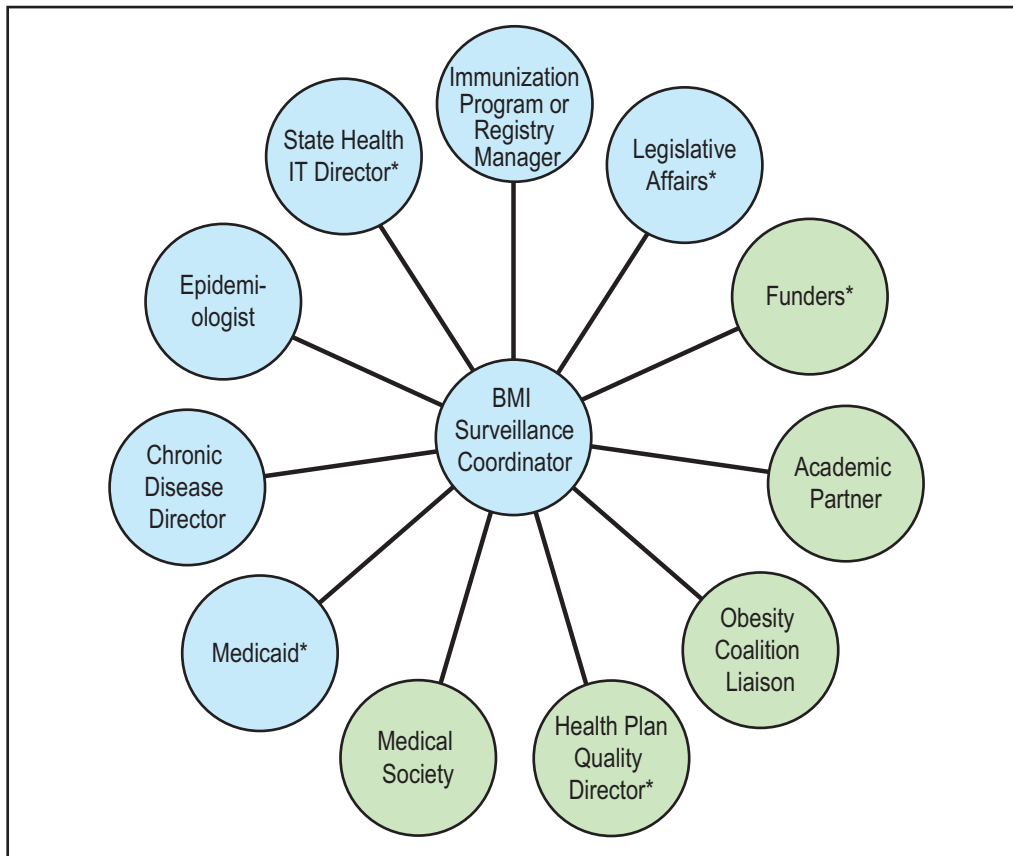 Immunization
Program or
Registry
Manager
State Health
IT Director*
Legislative
Affairs*
Epidemi-
ologist
Funders*
BMI
Surveillance
Coordinator
Chronic
Disease
Director
Academic
Partner
Medicaid*
Obesity
Coalition
Liaison
Medical
Society
Health Plan
Quality
Director*